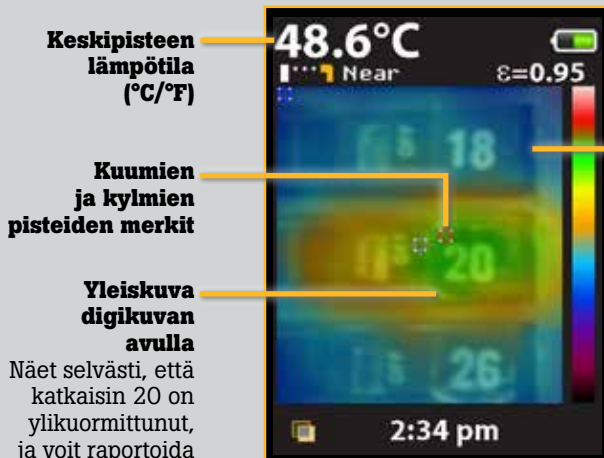 Keskipisteen
lämpötila
(°C/°F)
Kuumien
ja kylmien
pisteiden merkit
Yleiskuva
digikuvan
avulla
Näet selvästi, että
katkaisin 20 on
ylikuormittunut,
ja voit raportoida
48.6°C
Near
ε=0.95
18
20
26
2:34 pm